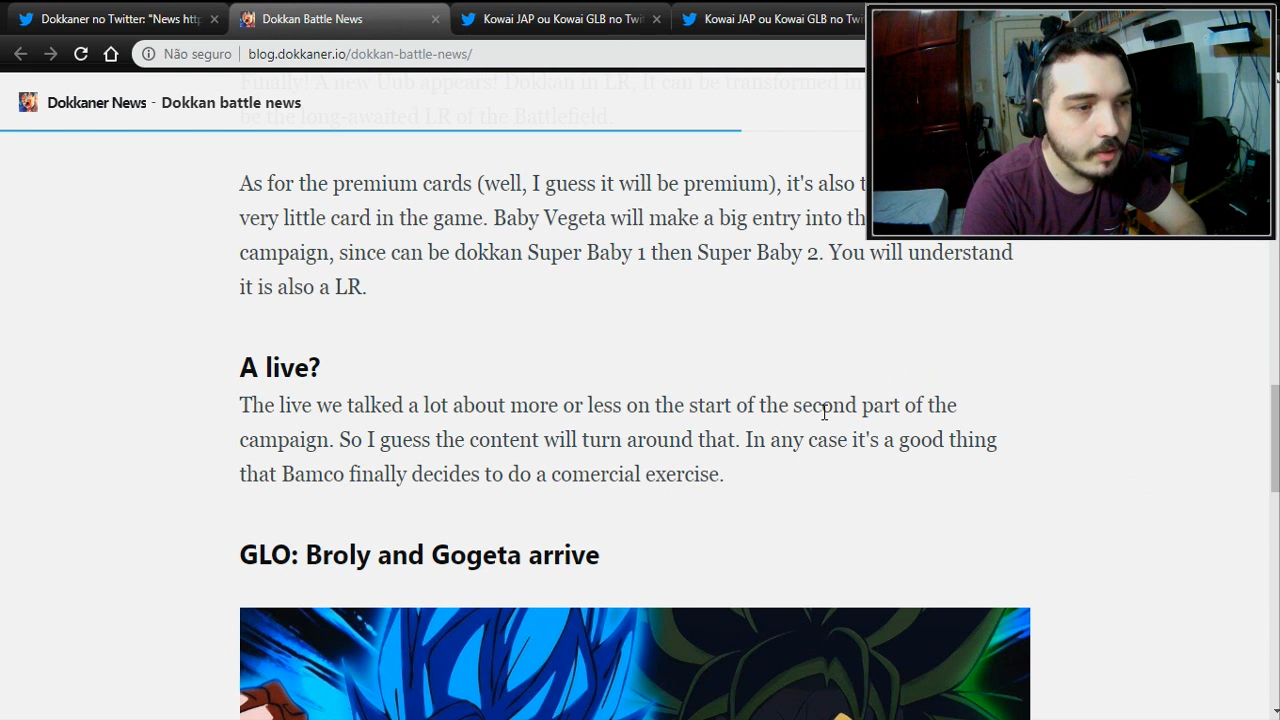 Dokkaner no Twitter: "News htt
Dokkan Battle News
Kowai JAP ou Kowai GLB no Twi
Kowai JAP ou Kowai GLB no Twi
Não seguro
blog.dokkaner.io/dokkan-battle-news/
Finally! A new Uub appears! Dokkan in LR, It can be transformed in
Dokkaner News - Dokkan battle news
be the long-awaited LR of the Battlefield.
As for the premium cards (well, I guess it will be premium), it's also
very little card in the game. Baby Vegeta will make a big entry into
campaign, since can be dokkan Super Baby 1 then Super Baby 2. You will understand
it is also a LR.
A live?
The live we talked a lot about more or less on the start of the second part of the
campaign. So I guess the content will turn around that. In any case it's a good thing
that Bamco finally decides to do a comercial exercise.
GLO: Broly and Gogeta arrive